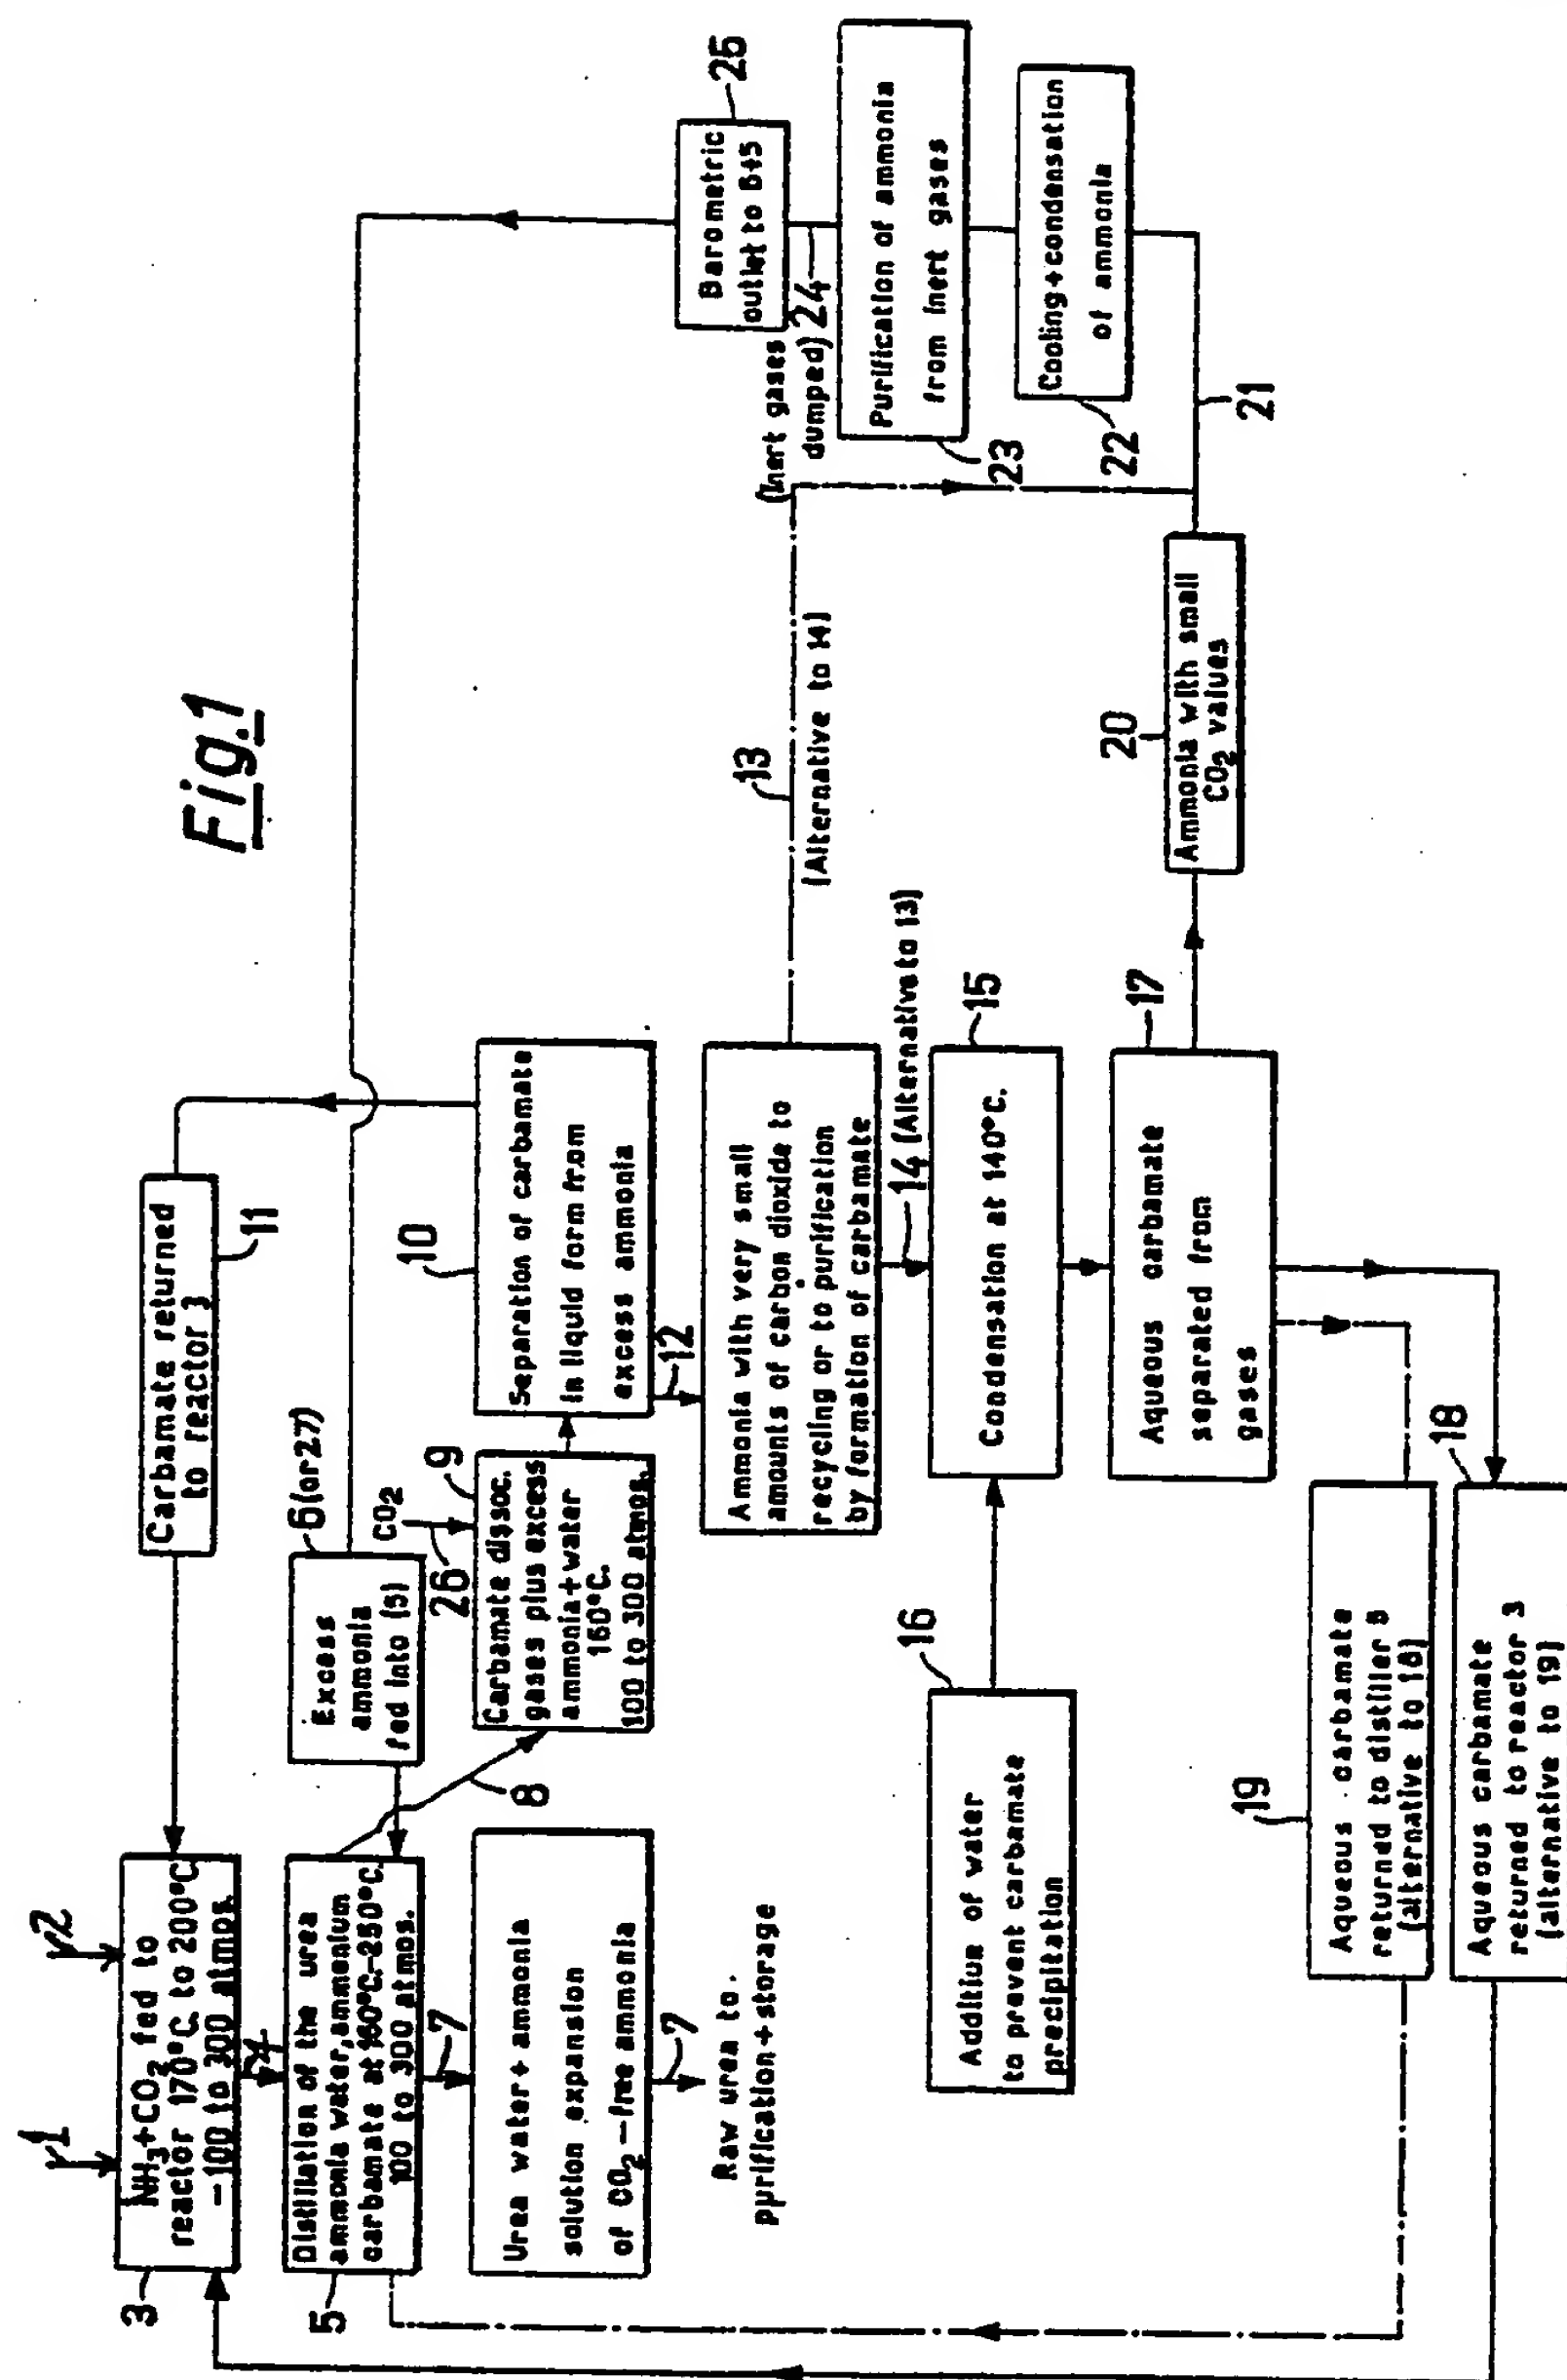 Fig.1
1
2
NH3+CO2 fed to
reactor 170°C. to 200°C
-100 to 300 atmos.
3
4
Distillation of the urea
ammonia water,ammonium
carbamate at 160°C.-250°C.
100 to 300 atmos.
5
7
Urea water+ammonia
solution expansion
of CO2-free ammonia
7
Raw urea to.
ppurification+storage
Carbamate returned
to reactor 3
11
6(or27)
Excess
ammonia
fed into (5)
8
CO2
26
9
Carbamate dissoc.
gases plus excess
ammonia+water
160°C.
100 to 300 atmos.
10
Separation of carbamate
in liquid form from
excess ammonia
12
Ammonia with very small
amounts of carbon dioxide to
recycling or to purification
by formation of carbamate
13
(Alternative to 14)
14 (Alternative to 13)
15
Condensation at 140°C.
16
Addition of water
to prevent carbamate
precipitation
17
Aqueous carbamate
separated from
gases
18
Aqueous carbamate
returned to reactor 3
(alternative to 19)
19
Aqueous carbamate
returned to distiller 5
(alternative to 18)
20
Ammonia with small
CO2 values
21
22
Cooling+condensation
of ammonia
23
Purification of ammonia
from inert gases
(Inert gases
dumped) 24
25
Barometric
outlet to 6+5